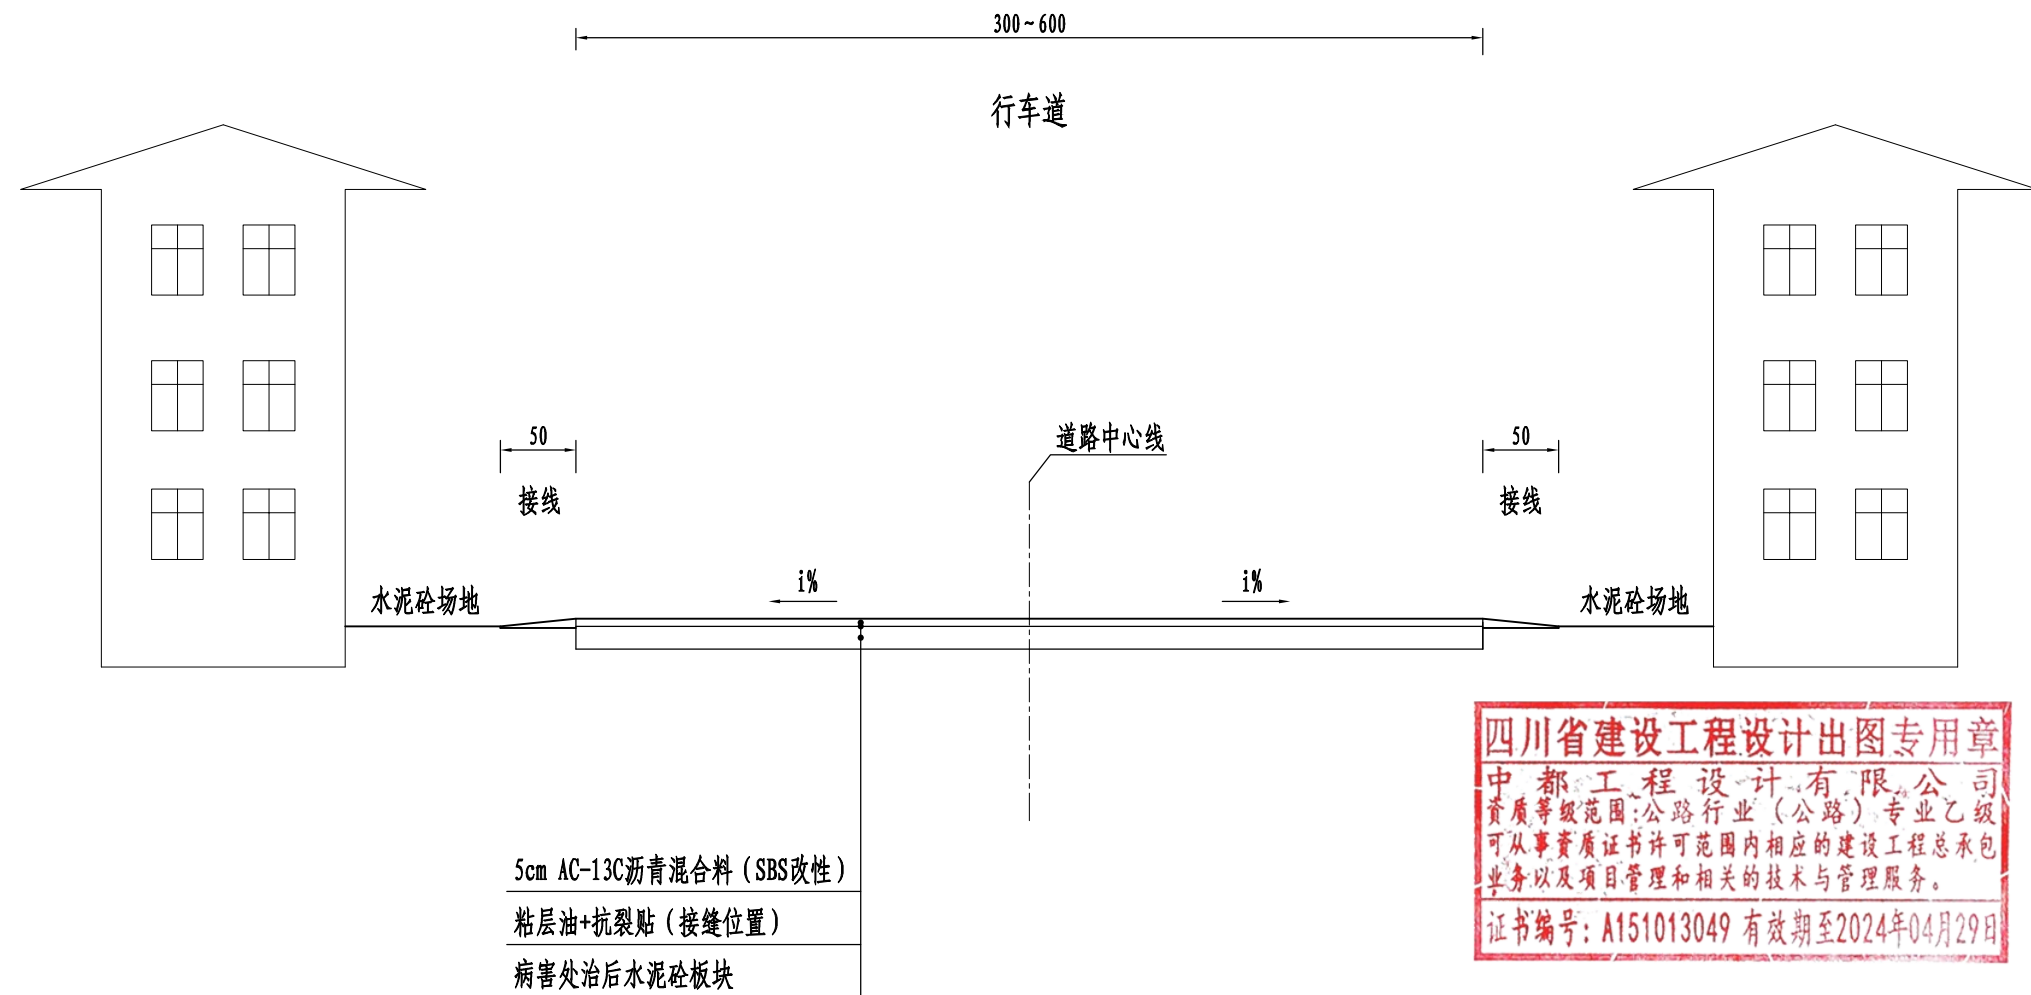 300~600
行车道
50
接线
道路中心线
50
接线
i%
i%
水泥砼场地
水泥砼场地
5cm AC-13C沥青混合料（SBS改性）
粘层油+抗裂贴（接缝位置）
病害处治后水泥砼板块
四川省建设工程设计出图专用章
中都工程设计有限公司
资质等级范围:公路行业（公路）专业乙级
可从事资质证书许可范围内相应的建设工程总承包
业务以及项目管理和相关的技术与管理服务。
证书编号：A151013049 有效期至2024年04月29日